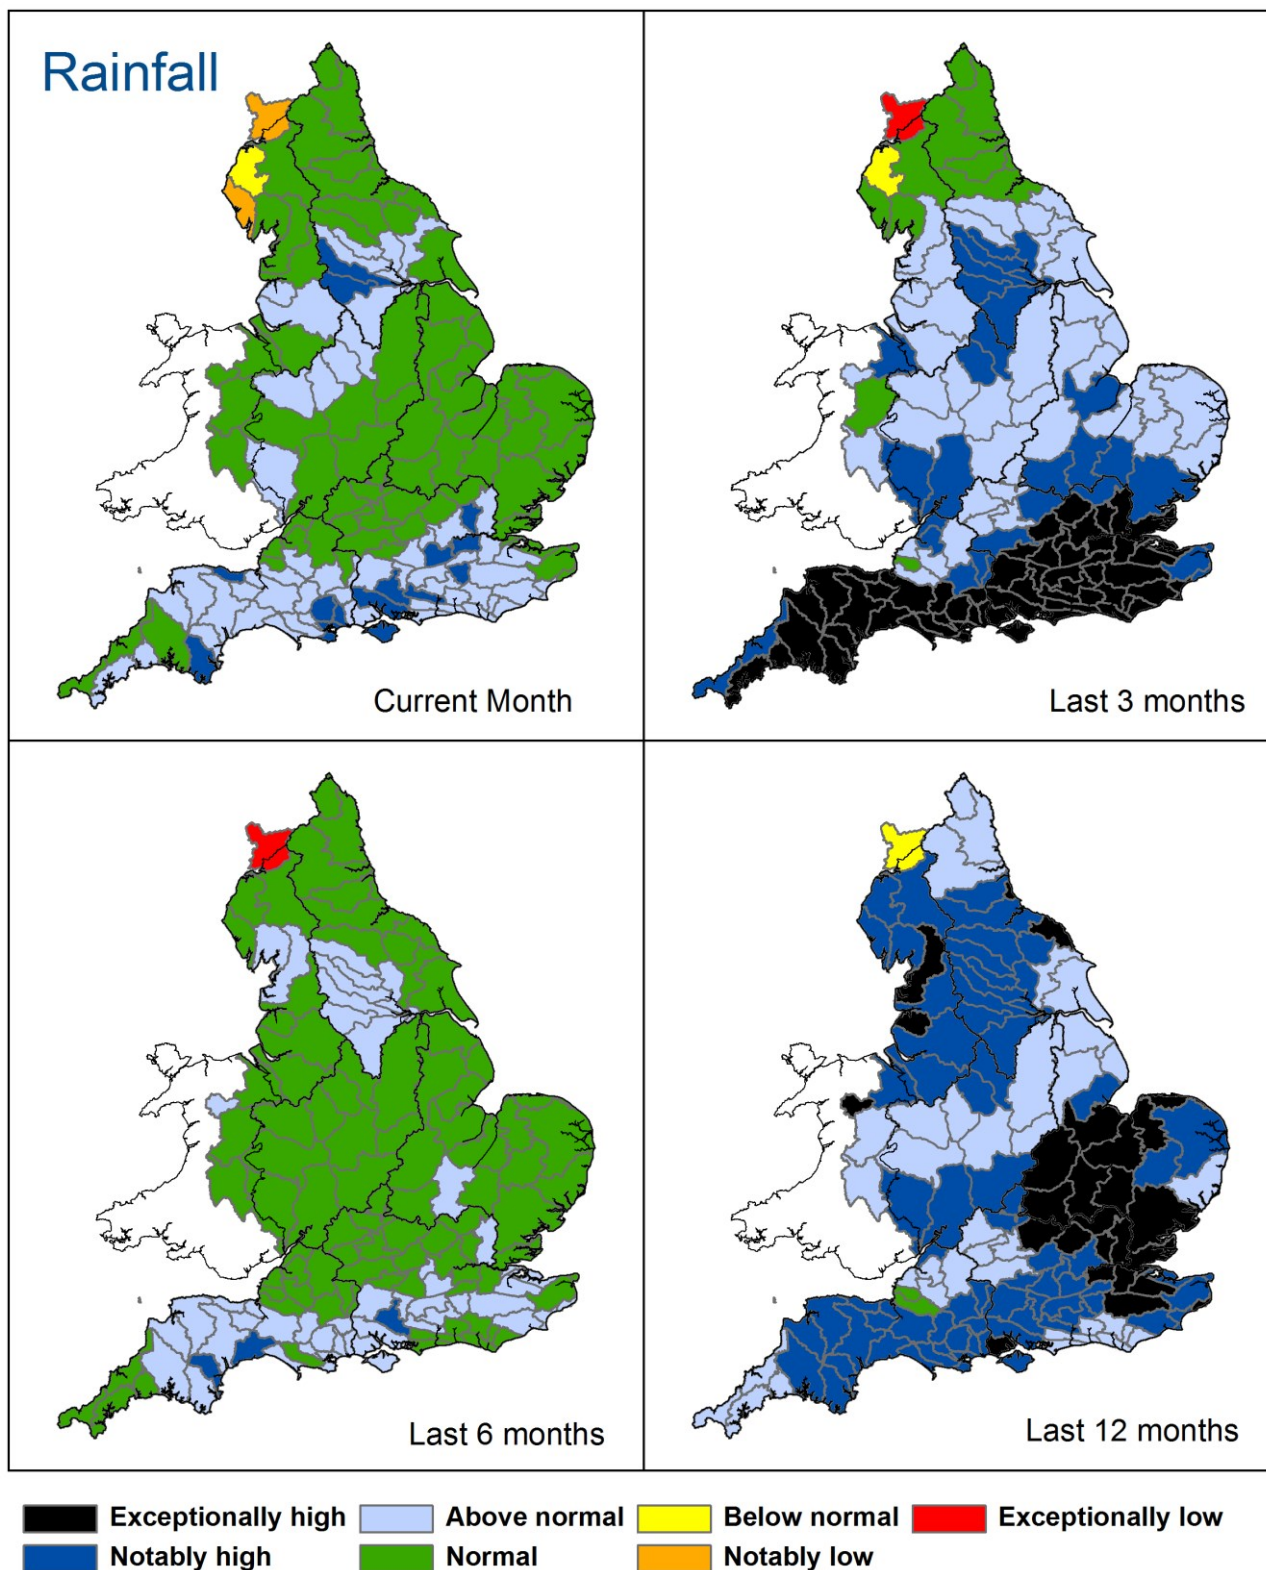 Rainfall
Current Month
Last 3 months
Last 6 months
Last 12 months
Exceptionally high
Above normal
Below normal
Exceptionally low
Notably high
Normal
Notably low